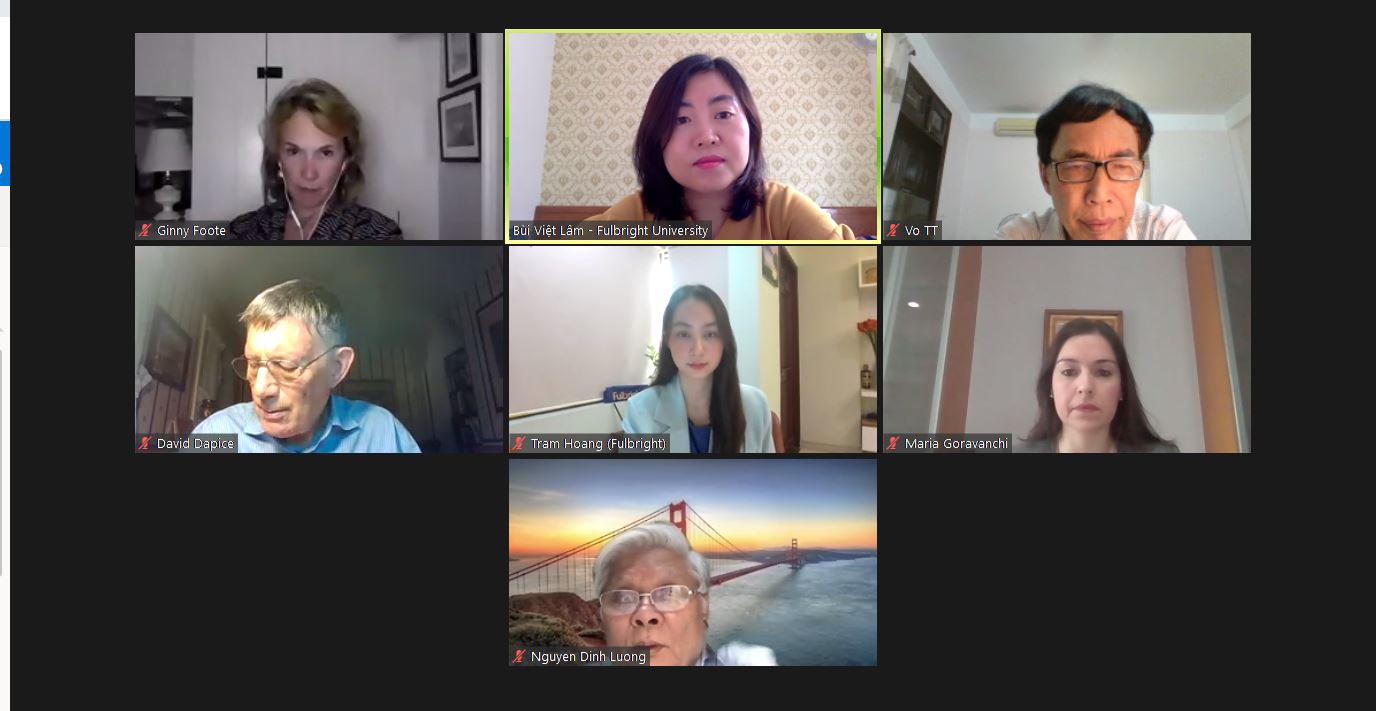 Ginny Foote
Bùi Việt Lâm - Fulbright University
Vo TT
David Dapice
Tram Hoang (Fulbright)
Maria Goravanchi
Nguyen Dinh Luong